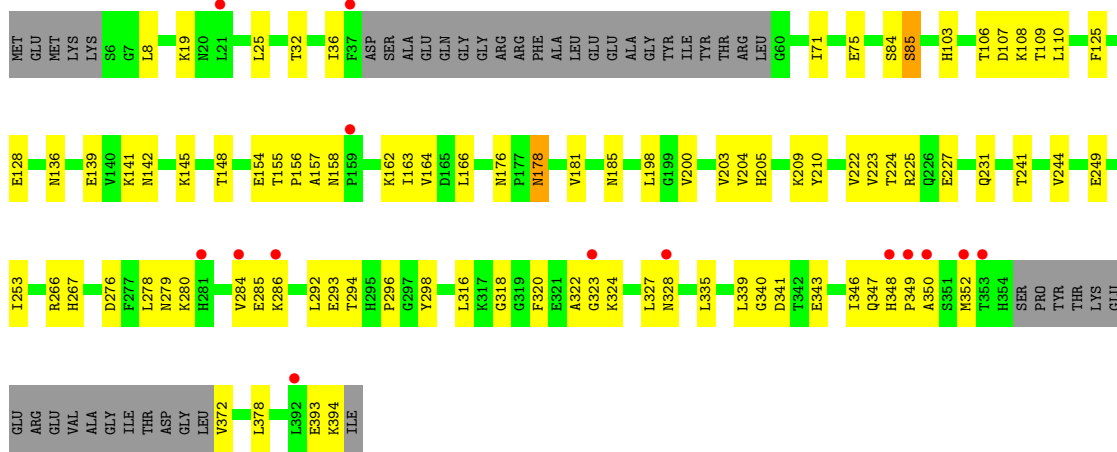 MET GLU MET LYS LYS S6 G7 L8 K19 N20 L21 L25 T32 I36 F37 ASP SER ALA GLU GLN GLY GLY ARG ARG PHE ALA LEU GLU GLU ALA GLY TYR ILE TYR THR ARG LEU G60 I71 E75 S84 S85 H103 T106 D107 K108 T109 L110 F125
E128 N136 E139 V140 K141 N142 K145 T148 E154 T155 P156 A157 N158 P159 K162 I163 V164 D165 L166 N176 P177 N178 V181 N185 L198 G199 V200 V203 V204 H205 K209 Y210 V222 V223 T224 R225 Q226 E227 Q231 T241 V244 E249
I253 R266 H267 D276 F277 L278 N279 K280 H281 V284 E285 K286 L292 E293 T294 H295 P296 G297 Y298 L316 K317 G318 G319 F320 E321 A322 G323 K324 L327 N328 L335 L339 G340 D341 T342 E343 I346 Q347 H348 P349 A350 S351 M352 T353 H354 SER PRO TYR THR LYS GLU
GLU ARG GLU VAL ALA GLY ILE THR ASP GLY LEU V372 L378 L392 E393 K394 ILE